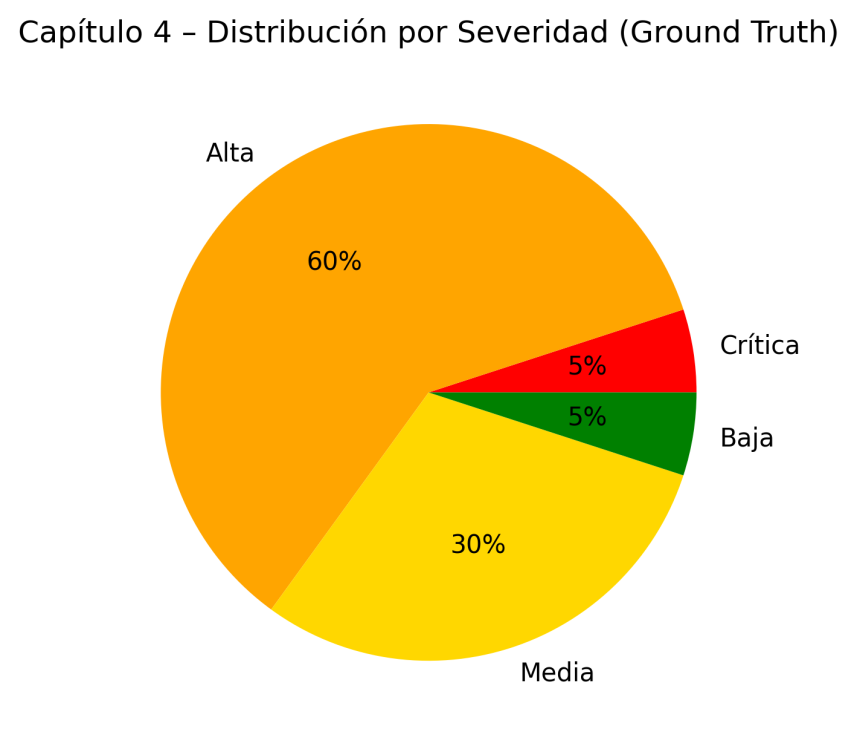 Capítulo 4 – Distribución por Severidad (Ground Truth)
Alta
60%
Crítica
5%
5%
Baja
30%
Media